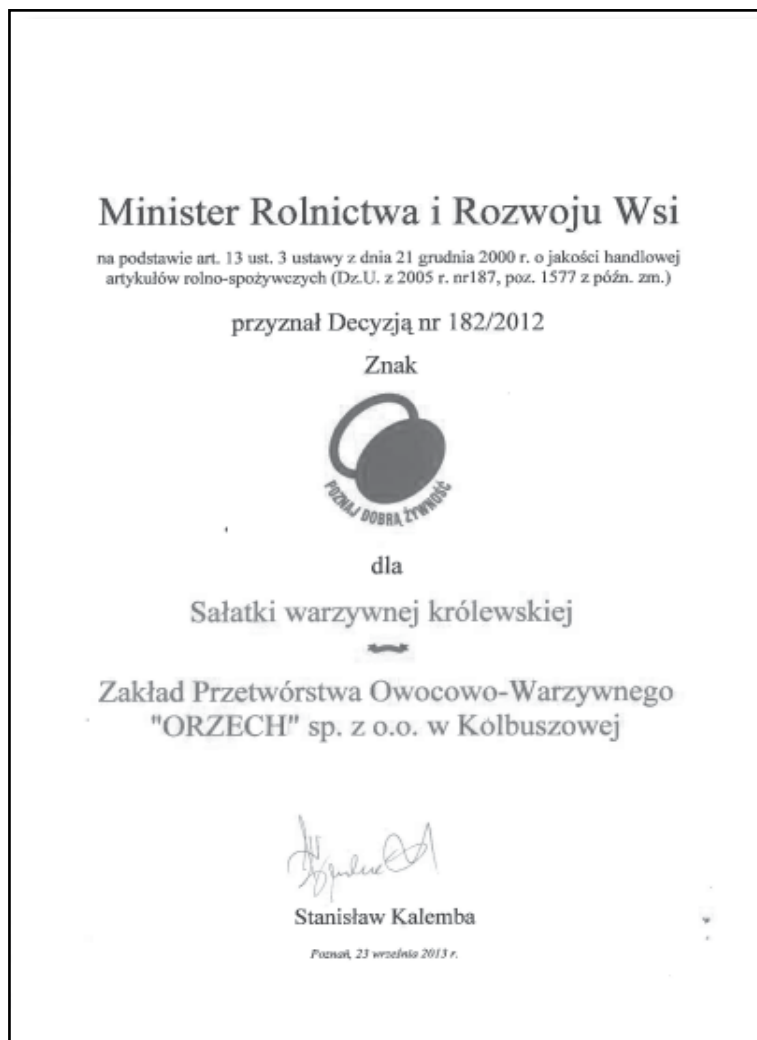 Minister Rolnictwa i Rozwoju Wsi
na podstawie art. 13 ust. 3 ustawy z dnia 21 grudnia 2000 r. o jakości handlowej
artykułów rolno-spożywczych (Dz.U. z 2005 r. nr187, poz. 1577 z późn. zm.)
przyznał Decyzją nr 182/2012
Znak
POZNAJ DOBRĄ ŻYWNOŚĆ
dla
Sałatki warzywnej królewskiej
Zakład Przetwórstwa Owocowo-Warzywnego
"ORZECH" sp. z o.o. w Kolbuszowej
Stanisław Kalemba
Poznań, 23 września 2013 r.